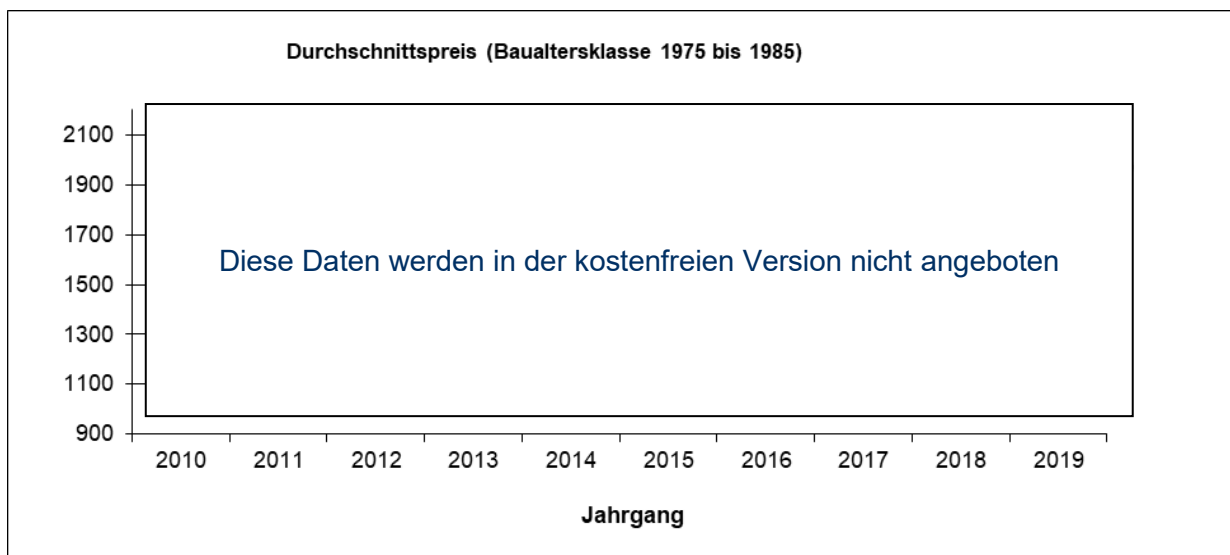 Durchschnittspreis (Baualtersklasse 1975 bis 1985)
2100
1900
1700
1500
1300
1100
900
Diese Daten werden in der kostenfreien Version nicht angeboten
2010 2011 2012 2013 2014 2015 2016 2017 2018 2019
Jahrgang